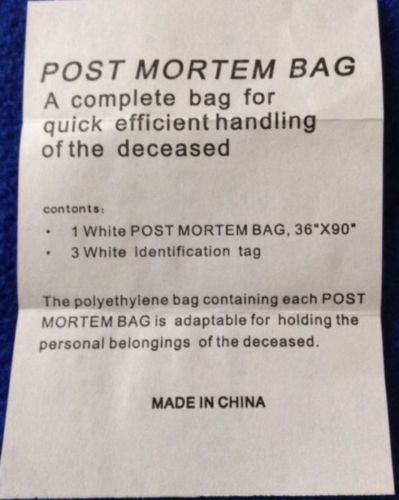 POST MORTEM BAG
A complete bag for
quick efficient handling
of the deceased
contonts:
• 1 White POST MORTEM BAG, 36"X90"
• 3 White Identification tag
The polyethylene bag containing each POST
MORTEM BAG is adaptable for holding the
personal belongings of the deceased.
MADE IN CHINA